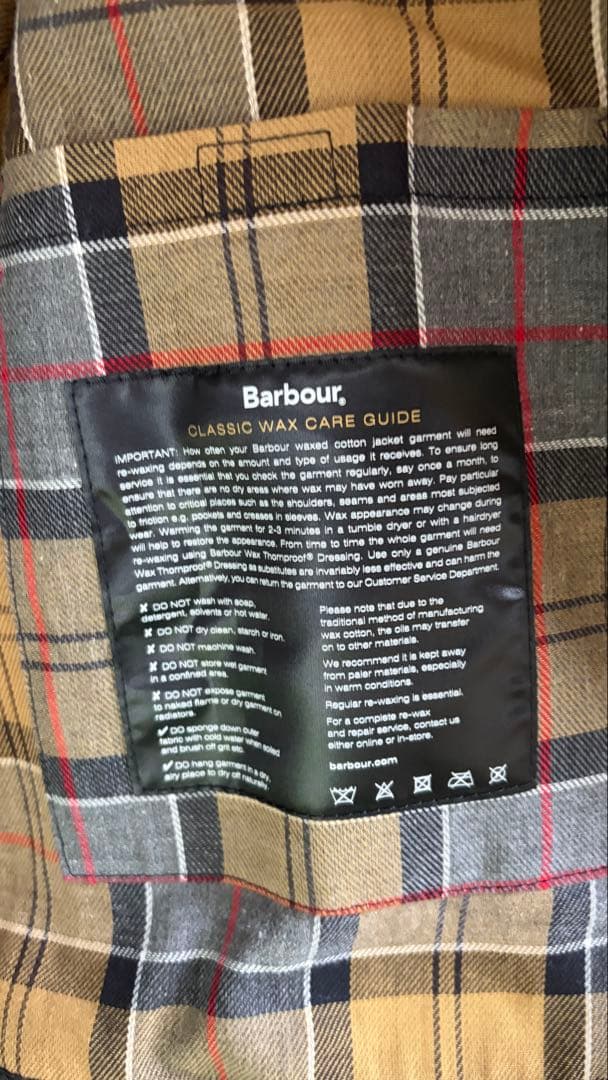 Barbour®
CLASSIC WAX CARE GUIDE
IMPORTANT: How often your Barbour waxed cotton jacket garment will need
re-waxing depends on the amount and type of usage it receives. To ensure long
service it is essential that you check the garment regularly, say once a month, to
ensure that there are no dry areas where wax may have worn away. Pay particular
attention to critical places such as the shoulders, seams and areas most subjected
to friction e.g. pockets and creases in sleeves. Wax appearance may change during
wear. Warming the garment for 2-3 minutes in a tumble dryer or with a hairdryer
will help to restore the appearance. From time to time the whole garment will need
re-waxing using Barbour Wax Thornproof® Dressing. Use only a genuine Barbour
Wax Thornproof® Dressing as substitutes are invariably less effective and can harm the
garment. Alternatively, you can return the garment to our Customer Service Department.
✗ DO NOT wash with soap,
detergent, solvents or hot water.
✗ DO NOT dry clean, starch or iron.
✗ DO NOT machine wash.
✗ DO NOT store wet garment
in a confined area.
✗ DO NOT expose garment
to naked flame or dry garment on
radiators.
✓ DO sponge down outer
fabric with cold water when soiled
and brush off grit etc.
✓ DO hang garment in a dry,
airy place to dry off naturally.
Please note that due to the
traditional method of manufacturing
wax cotton, the oils may transfer
on to other materials.
We recommend it is kept away
from paler materials, especially
in warm conditions.
Regular re-waxing is essential.
For a complete re-wax
and repair service, contact us
either online or in-store.
barbour.com